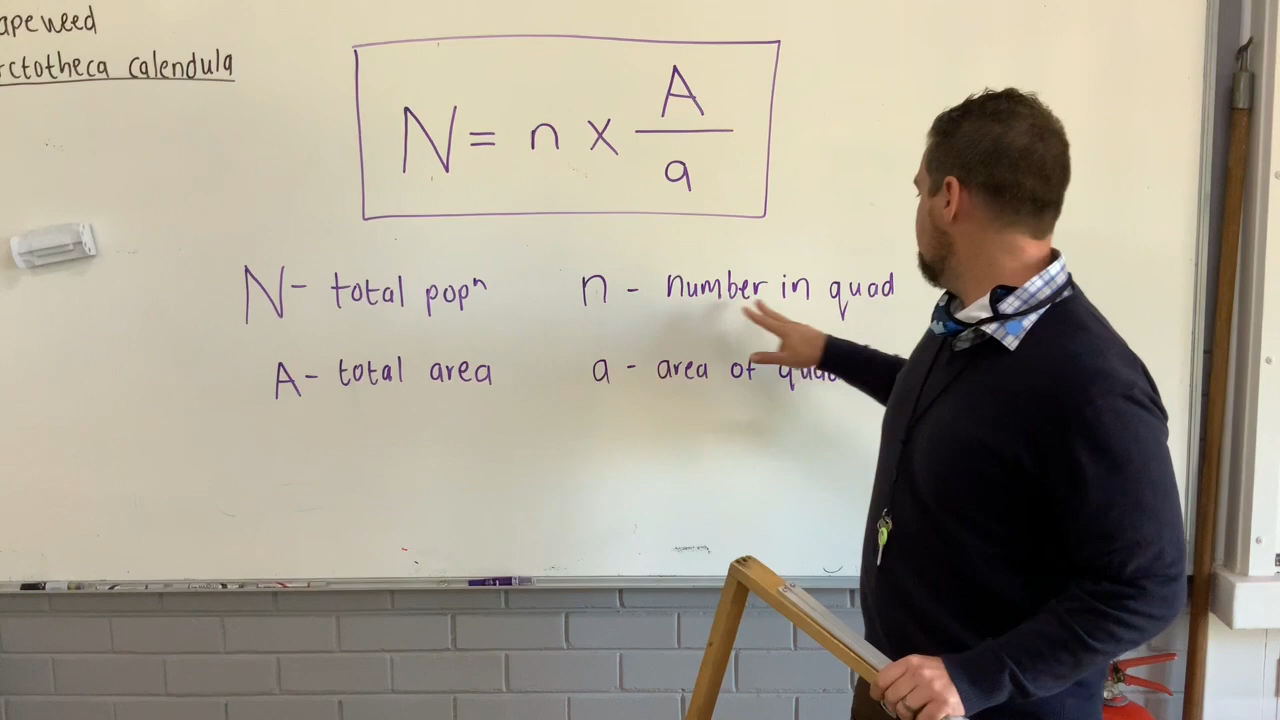 apeweed
rctotheca calendula
N = n x A/a
N - total popⁿ
n - number in quad
A - total area
a - area of quad